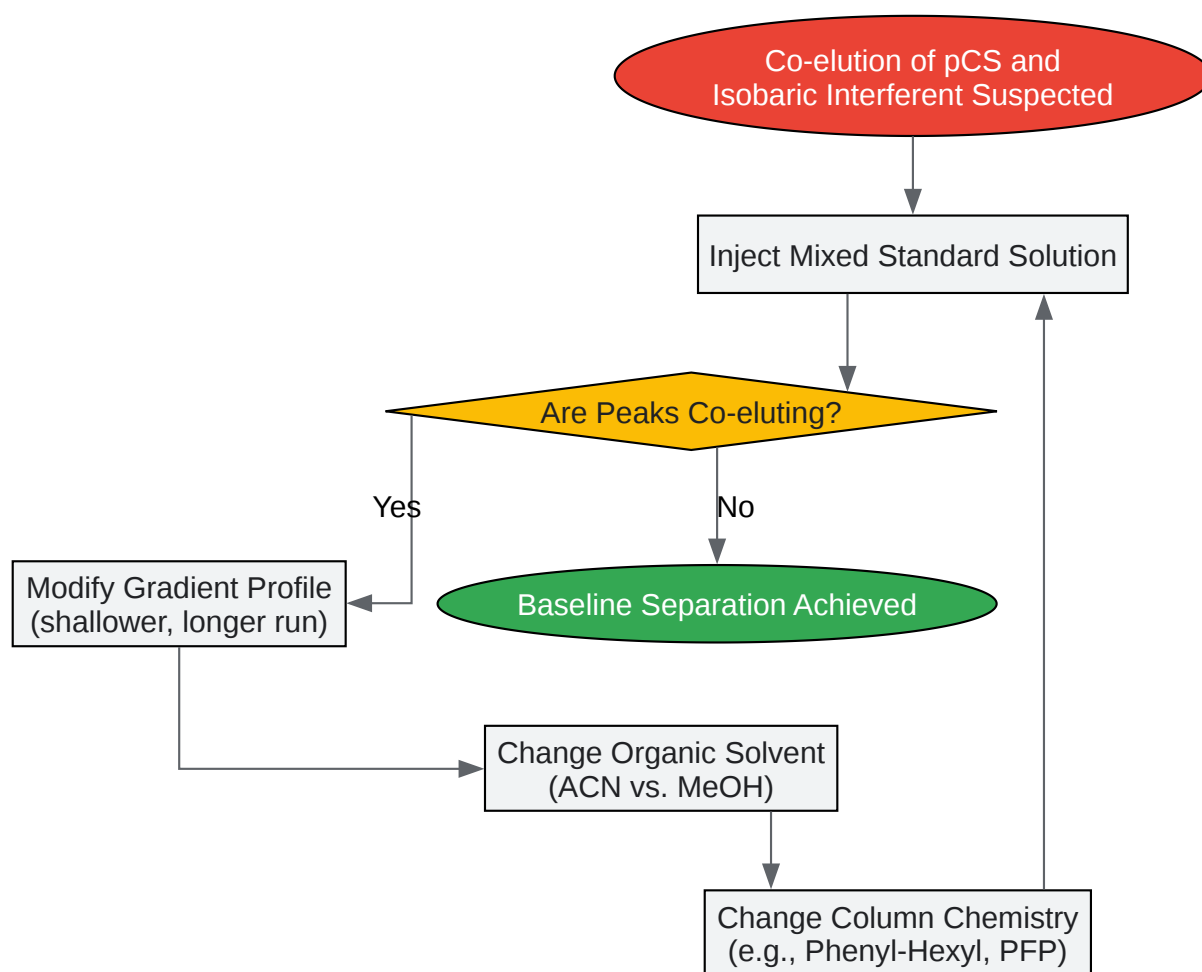 Co-elution of pCS and
Isobaric Interferent Suspected
Inject Mixed Standard Solution
Are Peaks Co-eluting?
Yes
No
Modify Gradient Profile
(shallower, longer run)
Baseline Separation Achieved
Change Organic Solvent
(ACN vs. MeOH)
Change Column Chemistry
(e.g., Phenyl-Hexyl, PFP)